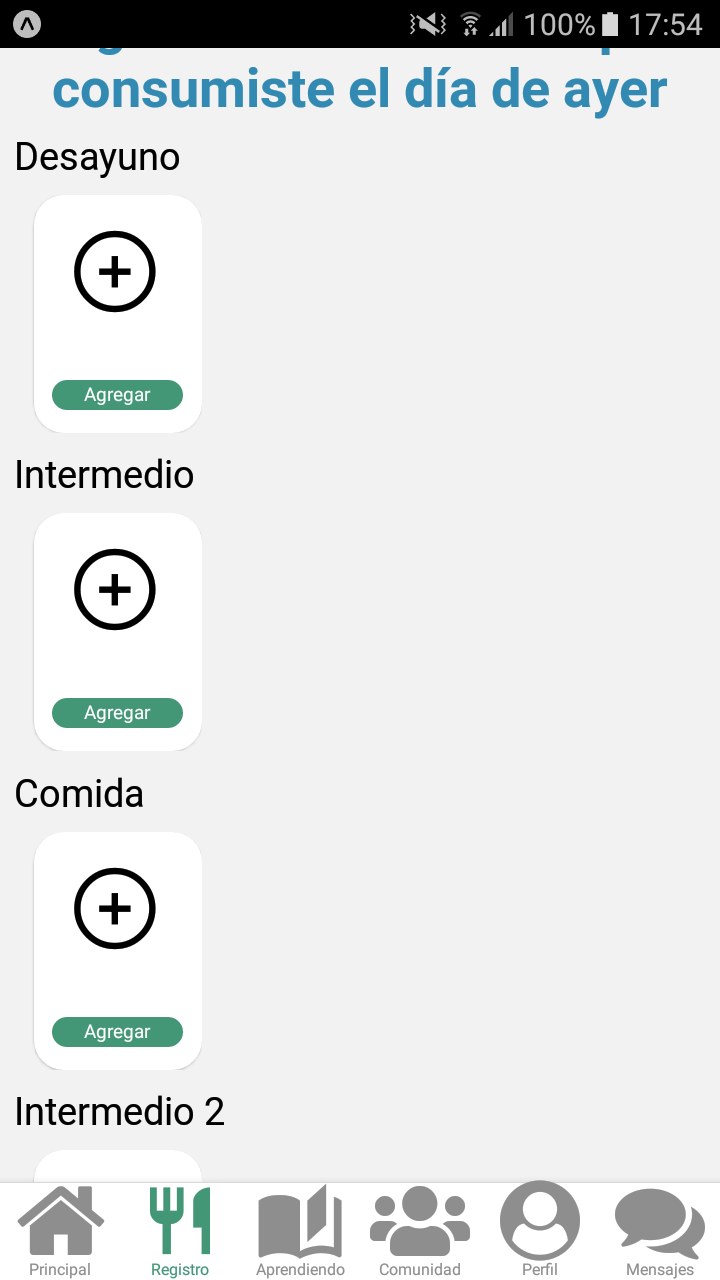 100% 17:54
consumiste el día de ayer
Desayuno
Agregar
Intermedio
Agregar
Comida
Agregar
Intermedio 2
Principal Registro Aprendiendo Comunidad Perfil Mensajes